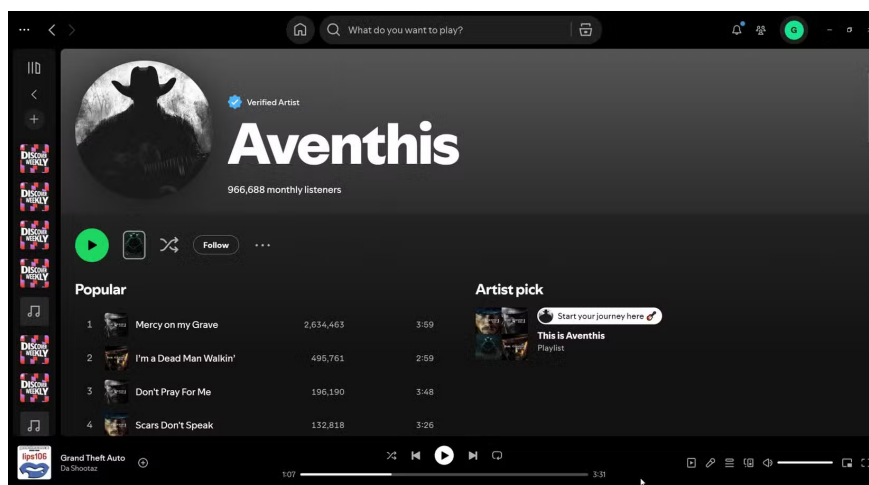 What do you want to play?
G
DISCOVER WEEKLY
DISCOVER WEEKLY
DISCOVER WEEKLY
DISCOVER WEEKLY
DISCOVER WEEKLY
DISCOVER WEEKLY
Verified Artist
Aventhis
966,688 monthly listeners
Follow
Popular
1 Mercy on my Grave 2,634,463 3:59
2 I'm a Dead Man Walkin' 495,761 2:59
3 Don't Pray For Me 196,190 3:48
4 Scars Don't Speak 132,818 3:26
Artist pick
Start your journey here
This is Aventhis
Playlist
lips106
Grand Theft Auto
Da Shootaz
1:07
3:31